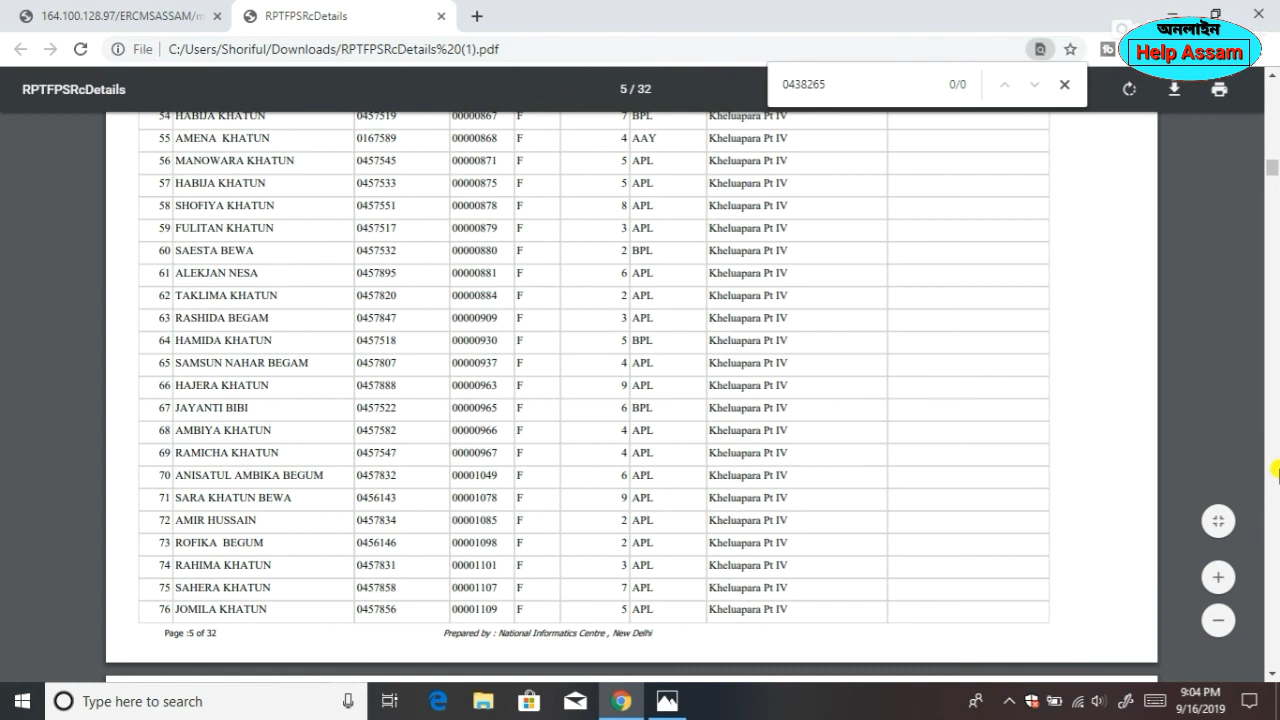 164.100.128.97/ERCMSASSAM/m
RPTFPSRcDetails
File C:/Users/Shoriful/Downloads/RPTFPSRcDetails%20(1).pdf
অনলাইন
Help Assam
RPTFPSRcDetails 5 / 32
0438265 0/0
54 HABIJA KHATUN 0457519 00000867 F 7 BPL Kheluapara Pt IV
55 AMENA KHATUN 0167589 00000868 F 4 AAY Kheluapara Pt IV
56 MANOWARA KHATUN 0457545 00000871 F 5 APL Kheluapara Pt IV
57 HABIJA KHATUN 0457533 00000875 F 5 APL Kheluapara Pt IV
58 SHOFIYA KHATUN 0457551 00000878 F 8 APL Kheluapara Pt IV
59 FULITAN KHATUN 0457517 00000879 F 3 APL Kheluapara Pt IV
60 SAESTA BEWA 0457532 00000880 F 2 BPL Kheluapara Pt IV
61 ALEKJAN NESA 0457895 00000881 F 6 APL Kheluapara Pt IV
62 TAKLIMA KHATUN 0457820 00000884 F 2 APL Kheluapara Pt IV
63 RASHIDA BEGAM 0457847 00000909 F 3 APL Kheluapara Pt IV
64 HAMIDA KHATUN 0457518 00000930 F 5 BPL Kheluapara Pt IV
65 SAMSUN NAHAR BEGAM 0457807 00000937 F 4 APL Kheluapara Pt IV
66 HAJERA KHATUN 0457888 00000963 F 9 APL Kheluapara Pt IV
67 JAYANTI BIBI 0457522 00000965 F 6 BPL Kheluapara Pt IV
68 AMBIYA KHATUN 0457582 00000966 F 4 APL Kheluapara Pt IV
69 RAMICHA KHATUN 0457547 00000967 F 4 APL Kheluapara Pt IV
70 ANISATUL AMBIKA BEGUM 0457832 00001049 F 6 APL Kheluapara Pt IV
71 SARA KHATUN BEWA 0456143 00001078 F 9 APL Kheluapara Pt IV
72 AMIR HUSSAIN 0457834 00001085 F 2 APL Kheluapara Pt IV
73 ROFIKA BEGUM 0456146 00001098 F 2 APL Kheluapara Pt IV
74 RAHIMA KHATUN 0457831 00001101 F 3 APL Kheluapara Pt IV
75 SAHERA KHATUN 0457858 00001107 F 7 APL Kheluapara Pt IV
76 JOMILA KHATUN 0457856 00001109 F 5 APL Kheluapara Pt IV
Page :5 of 32 Prepared by : National Informatics Centre , New Delhi
Type here to search
9:04 PM
9/16/2019